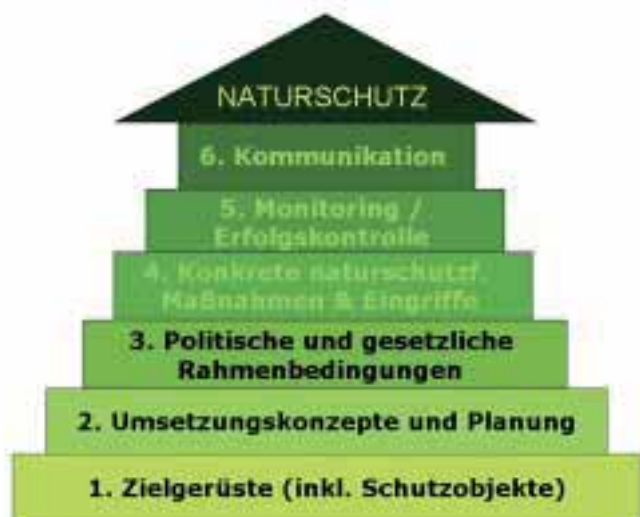 NATURSCHUTZ
6. Kommunikation
5. Monitoring /
Erfolgskontrolle
4. Konkrete naturschutzf.
Maßnahmen & Eingriffe
3. Politische und gesetzliche
Rahmenbedingungen
2. Umsetzungskonzepte und Planung
1. Zielgerüste (inkl. Schutzobjekte)